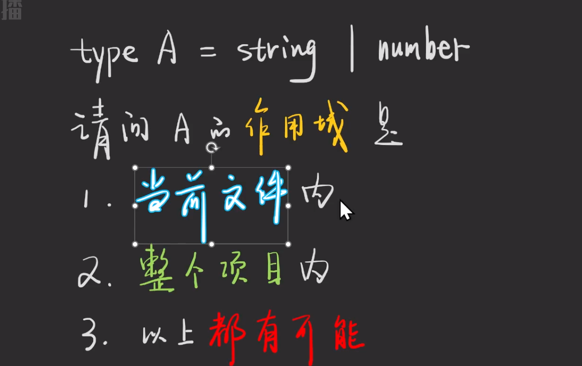 播
type A = string | number
请问 A 的 作用域 是
1. 当前文件内
2. 整个项目内
3. 以上都有可能